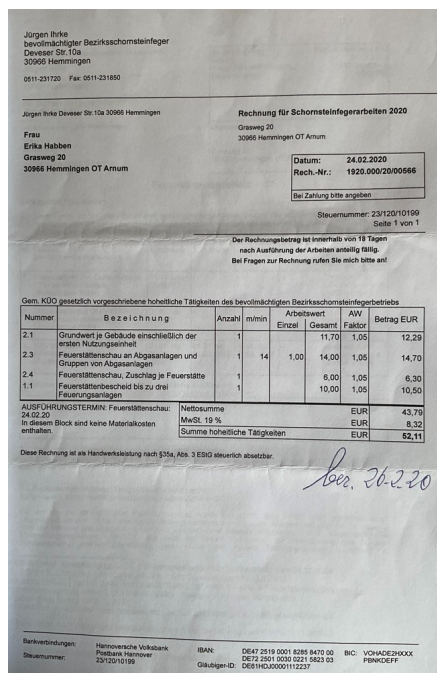 Jürgen Ihrke
bevollmächtigter Bezirksschornsteinfeger
Deveser Str.10a
30966 Hemmingen
0511-231720 Fax: 0511-231850
Jürgen Ihrke Deveser Str.10a 30966 Hemmingen
Rechnung für Schornsteinfegerarbeiten 2020
Grasweg 20
30966 Hemmingen OT Arnum
Frau
Erika Habben
Grasweg 20
30966 Hemmingen OT Arnum
Datum: 24.02.2020
Rech.-Nr.: 1920.000/20/00566
Bei Zahlung bitte angeben
Steuernummer: 23/120/10199
Seite 1 von 1
Der Rechnungsbetrag ist innerhalb von 18 Tagen
nach Ausführung der Arbeiten anteilig fällig.
Bei Fragen zur Rechnung rufen Sie mich bitte an!
Gem. KÜO gesetzlich vorgeschriebene hoheitliche Tätigkeiten des bevollmächtigten Bezirksschornsteinfegerbetriebs
Nummer Bezeichnung Anzahl m/min Arbeitswert Einzel Gesamt AW Faktor Betrag EUR
2.1 Grundwert je Gebäude einschließlich der ersten Nutzungseinheit 1 11,70 1,05 12,29
2.3 Feuerstättenschau an Abgasanlagen und Gruppen von Abgasanlagen 1 14 1,00 14,00 1,05 14,70
2.4 Feuerstättenschau, Zuschlag je Feuerstätte 1 6,00 1,05 6,30
1.1 Feuerstättenbescheid bis zu drei Feuerungsanlagen 1 10,00 1,05 10,50
AUSFÜHRUNGSTERMIN: Feuerstättenschau:
24.02.20
In diesem Block sind keine Materialkosten
enthalten.
Nettosumme EUR 43,79
MwSt. 19 % EUR 8,32
Summe hoheitliche Tätigkeiten EUR 52,11
Diese Rechnung ist als Handwerksleistung nach §35a, Abs. 3 EStG steuerlich absetzbar.
bez. 26.2.20
Bankverbindungen: Hannoversche Volksbank IBAN: DE47 2519 0001 8285 8470 00 BIC: VOHADE2HXXX
Postbank Hannover DE72 2501 0030 0221 5823 03 PBNKDEFF
Steuernummer: 23/120/10199 Gläubiger-ID: DE61HDJ00001112237